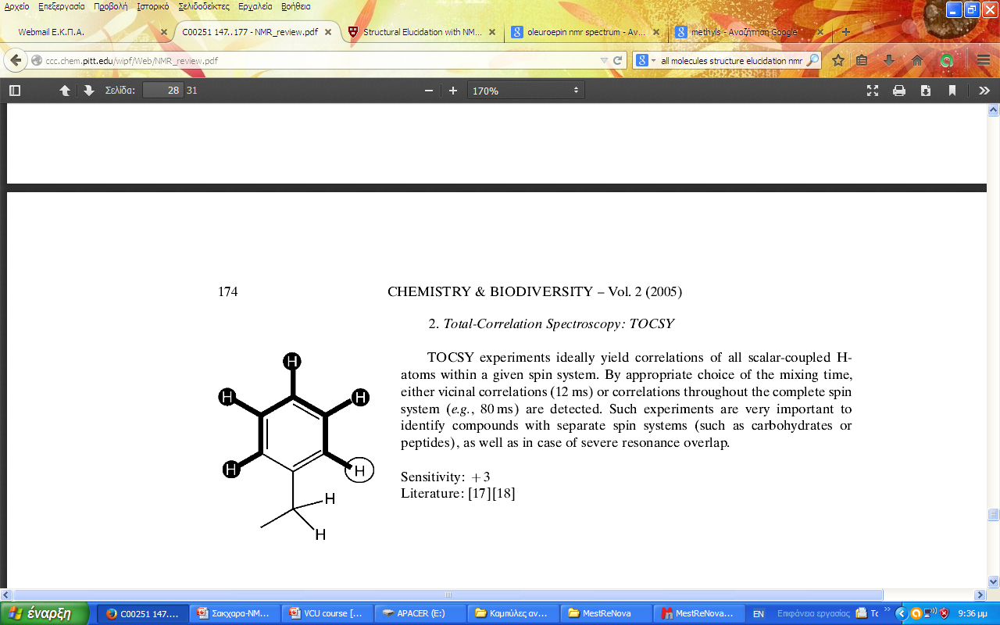 Αρχείο Επεξεργασία Προβολή Ιστορικό Σελιδοδείκτες Εργαλεία Βοήθεια
Webmail Ε.Κ.Π.Α. C00251 147..177 - NMR_review.pdf Structural Elucidation with NM... oleuroepin nmr spectrum - Αν... methyls - Αναζήτηση Google
ccc.chem.pitt.edu/wipf/Web/NMR_review.pdf all molecules structure elucidation nmr
Σελίδα: 28 31 170%
174 CHEMISTRY & BIODIVERSITY – Vol. 2 (2005)
2. Total-Correlation Spectroscopy: TOCSY
TOCSY experiments ideally yield correlations of all scalar-coupled H-
atoms within a given spin system. By appropriate choice of the mixing time,
either vicinal correlations (12 ms) or correlations throughout the complete spin
system (e.g., 80 ms) are detected. Such experiments are very important to
identify compounds with separate spin systems (such as carbohydrates or
peptides), as well as in case of severe resonance overlap.
Sensitivity: +3
Literature: [17][18]
H
H
H
H
H
H
H
έναρξη C00251 147.... Σακχαρα-NM... VCU course [... APACER (E:) Καμπύλες αν... MestReNova MestReNova... EN Επιφάνεια εργασίας Το 9:36 μμ